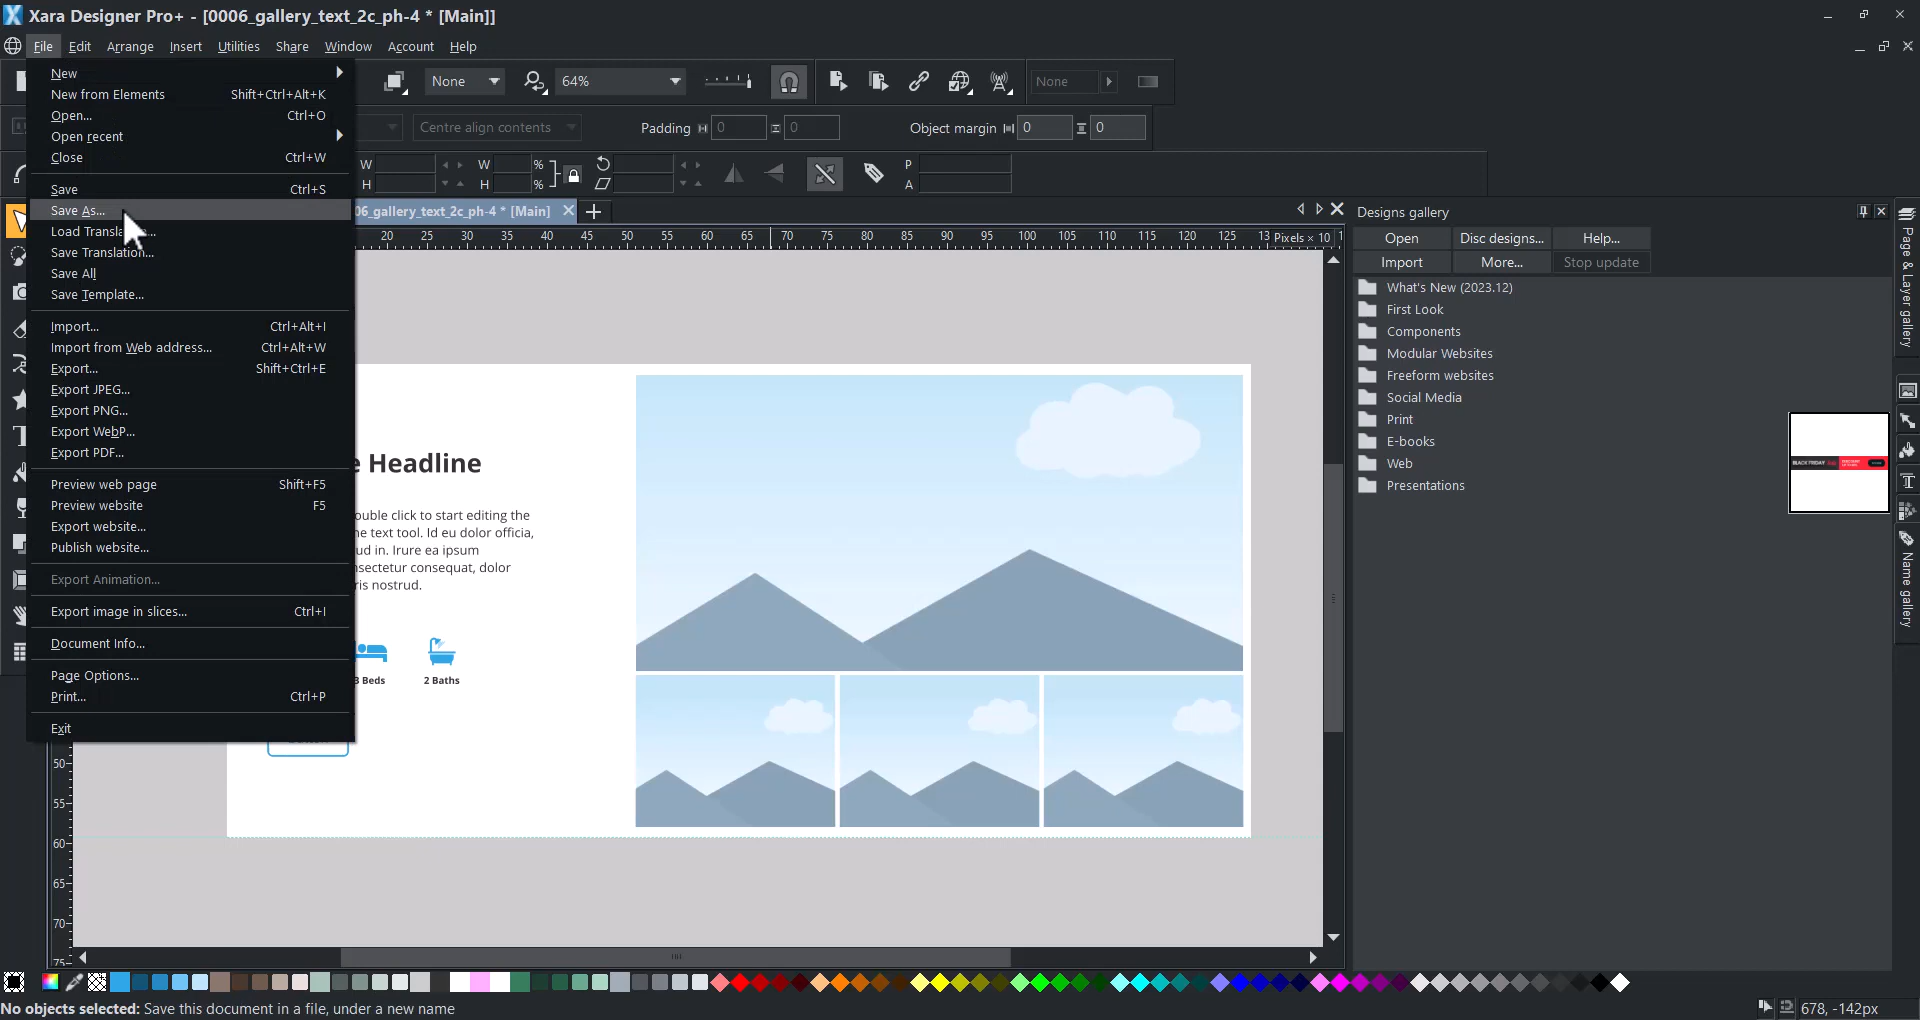 Xara Designer Pro+ - [0006_gallery_text_2c_ph-4 * [Main]]
File Edit Arrange Insert Utilities Share Window Account Help
None 64% None
Centre align contents Padding 0 0 Object margin 0 0
W W % P
H H % A
New
New from Elements Shift+Ctrl+Alt+K
Open... Ctrl+O
Open recent
Close Ctrl+W
Save Ctrl+S
Save As...
Load Transla ...
Save Translation...
Save All
Save Template...
Import... Ctrl+Alt+I
Import from Web address... Ctrl+Alt+W
Export... Shift+Ctrl+E
Export JPEG...
Export PNG...
Export WebP...
Export PDF...
Preview web page Shift+F5
Preview website F5
Export website...
Publish website...
Export Animation...
Export image in slices... Ctrl+I
Document Info...
Page Options...
Print... Ctrl+P
Exit
06_gallery_text_2c_ph-4 * [Main]
20 25 30 35 40 45 50 55 60 65 70 75 80 85 90 95 100 105 110 115 120 125 13 Pixels × 10
50
55
60
65
70
75
e Headline
ouble click to start editing the
he text tool. Id eu dolor officia,
ud in. Irure ea ipsum
nsectetur consequat, dolor
ris nostrud.
3 Beds 2 Baths
Designs gallery
Open Disc designs... Help...
Import More... Stop update
What's New (2023.12)
First Look
Components
Modular Websites
Freeform websites
Social Media
Print
E-books
Web
Presentations
BLACK FRIDAY
Page & Layer gallery
Name gallery
No objects selected: Save this document in a file, under a new name
678, -142px